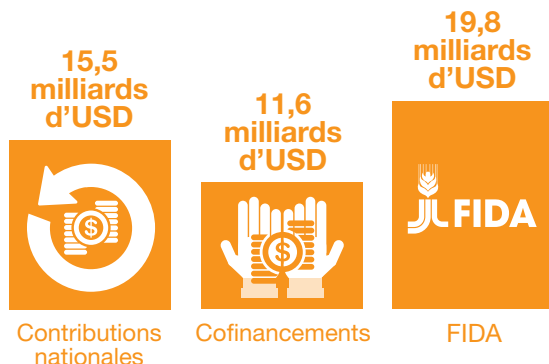 15,5
milliards
d'USD
Contributions
nationales
11,6
milliards
d'USD
$
Cofinancements
19,8
milliards
d'USD
FIDA
FIDA